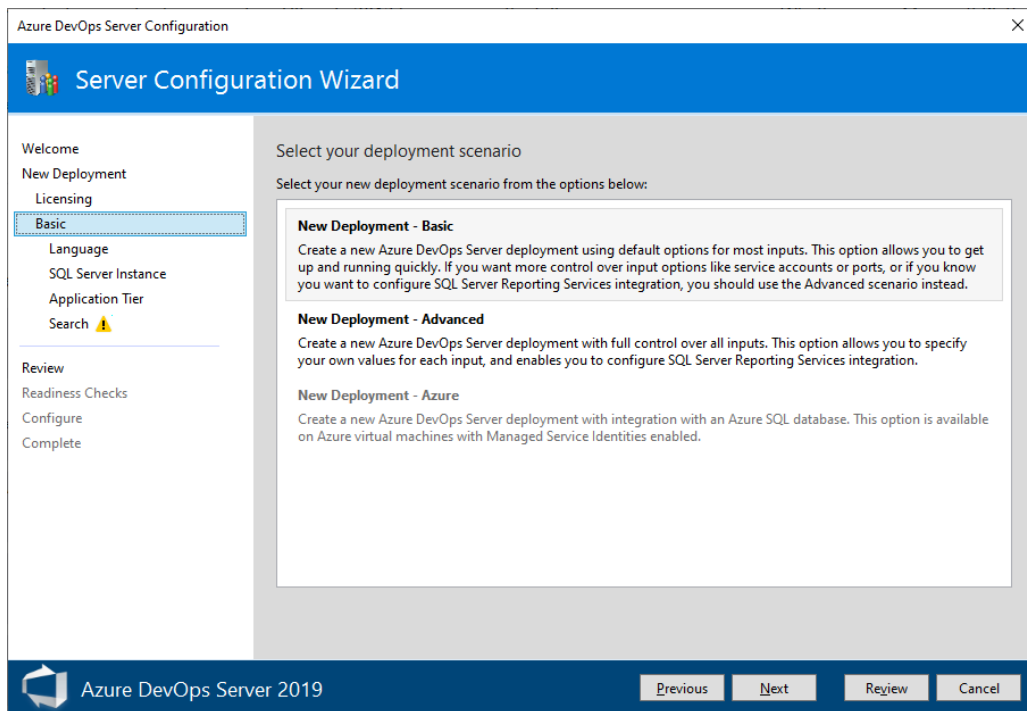 Azure DevOps Server Configuration
Server Configuration Wizard
Welcome
New Deployment
Licensing
Basic
Language
SQL Server Instance
Application Tier
Search
Review
Readiness Checks
Configure
Complete
Select your deployment scenario
Select your new deployment scenario from the options below:
New Deployment - Basic
Create a new Azure DevOps Server deployment using default options for most inputs. This option allows you to get
up and running quickly. If you want more control over input options like service accounts or ports, or if you know
you want to configure SQL Server Reporting Services integration, you should use the Advanced scenario instead.
New Deployment - Advanced
Create a new Azure DevOps Server deployment with full control over all inputs. This option allows you to specify
your own values for each input, and enables you to configure SQL Server Reporting Services integration.
New Deployment - Azure
Create a new Azure DevOps Server deployment with integration with an Azure SQL database. This option is available
on Azure virtual machines with Managed Service Identities enabled.
Azure DevOps Server 2019
Previous
Next
Review
Cancel